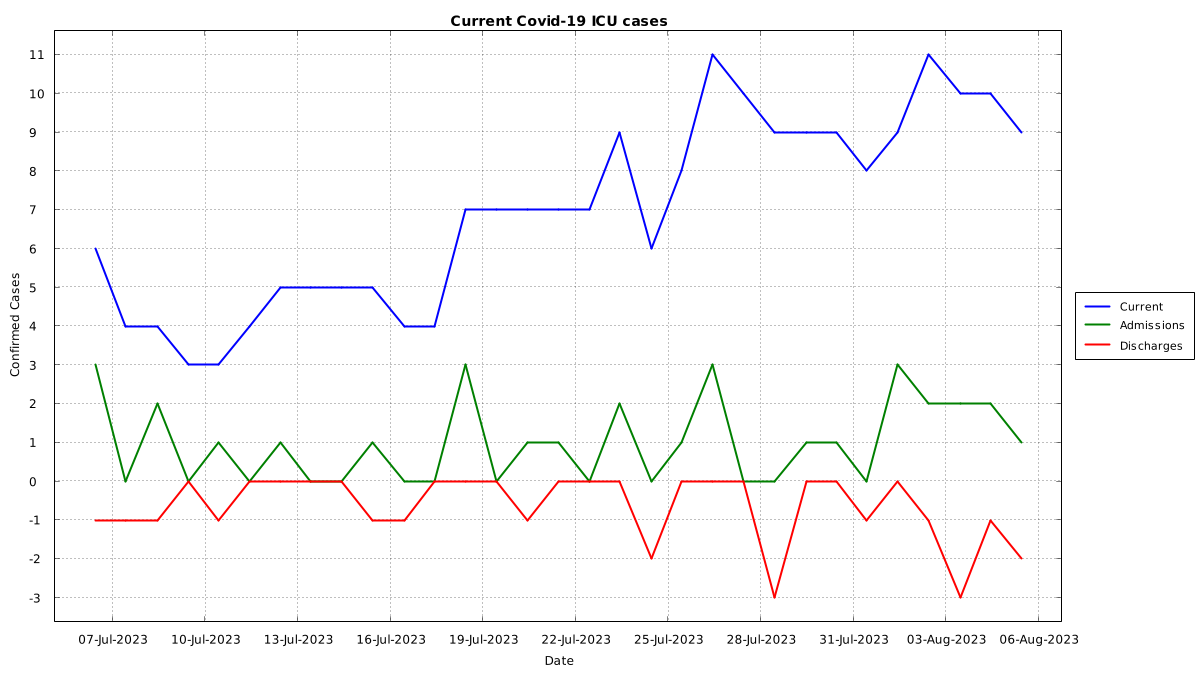 Current Covid-19 ICU cases
11
10
9
8
7
6
5
4
3
2
1
0
-1
-2
-3
Confirmed Cases
07-Jul-2023 10-Jul-2023 13-Jul-2023 16-Jul-2023 19-Jul-2023 22-Jul-2023 25-Jul-2023 28-Jul-2023 31-Jul-2023 03-Aug-2023 06-Aug-2023
Date
Current
Admissions
Discharges